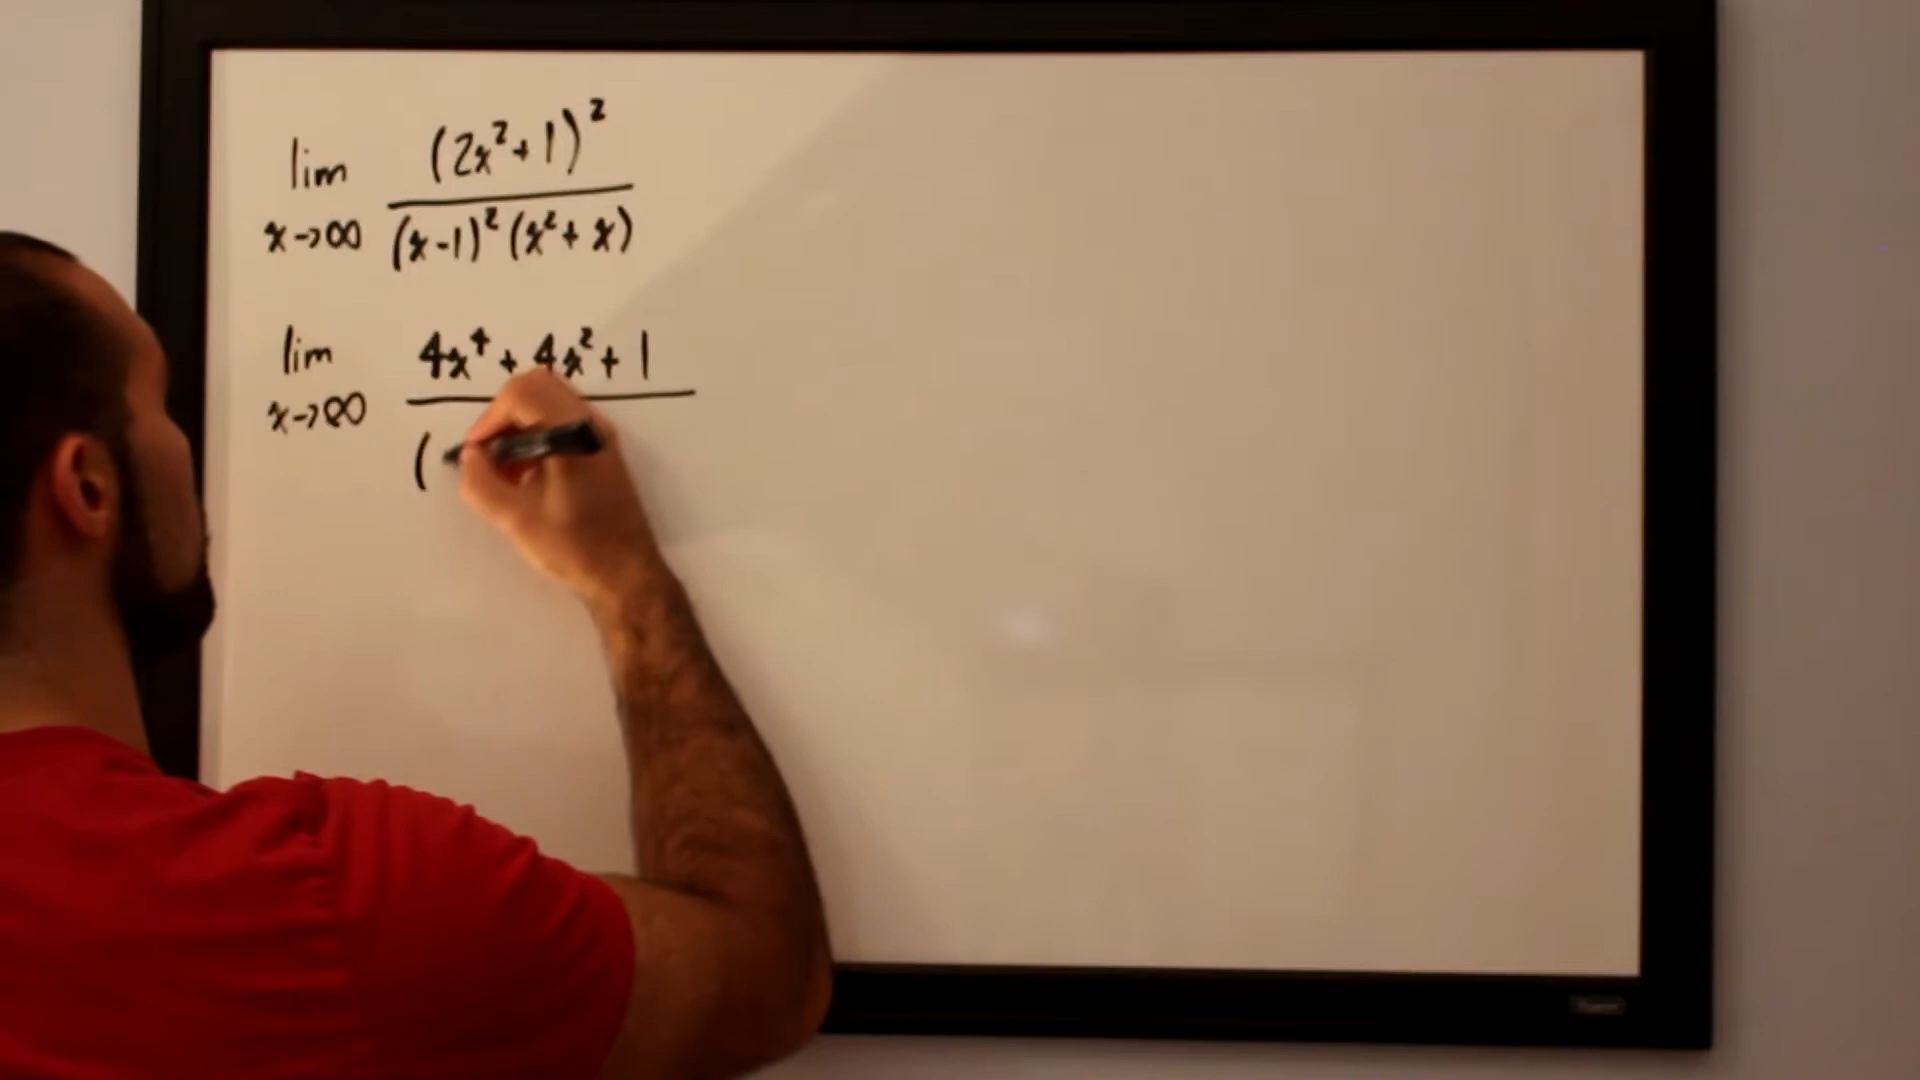 lim (2x²+1)²
x→∞ (x-1)²(x²+x)
lim 4x⁴+4x²+1
x→∞ (